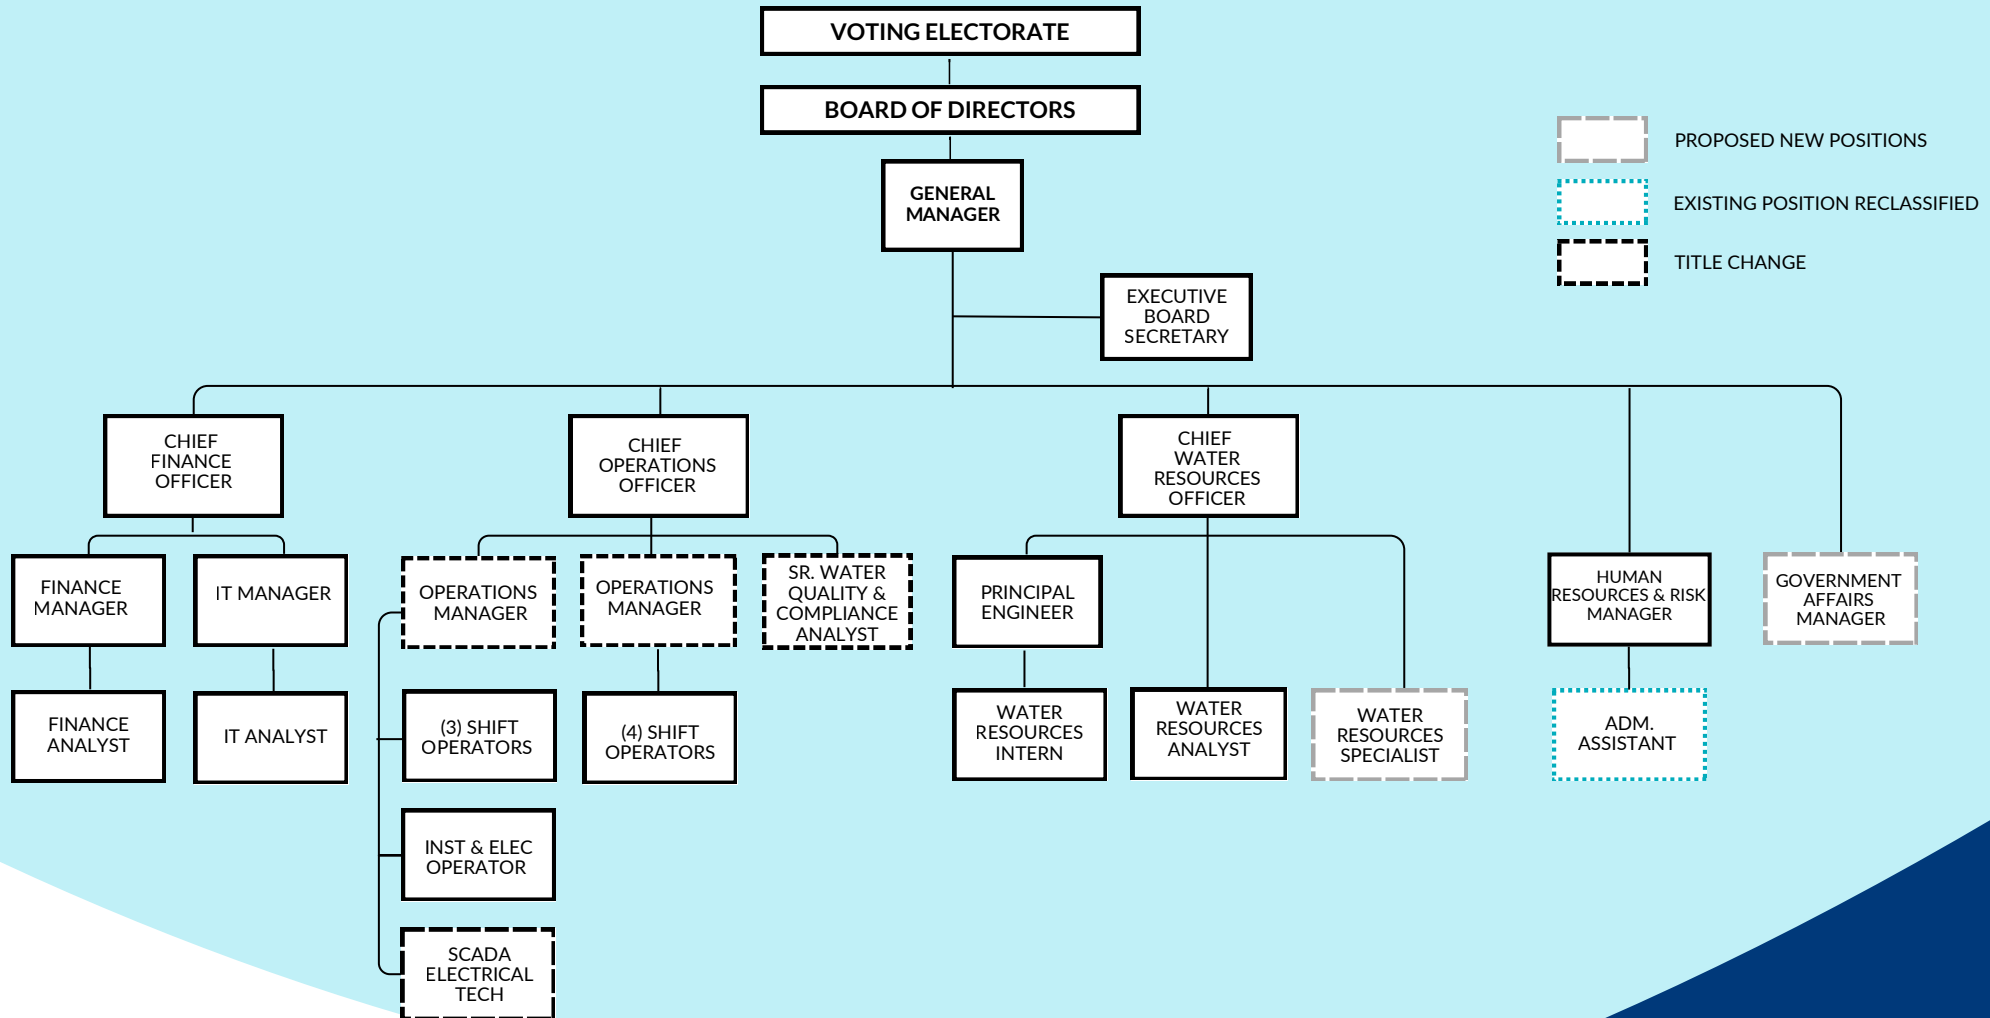 VOTING ELECTORATE
BOARD OF DIRECTORS
GENERAL
MANAGER
PROPOSED NEW POSITIONS
EXISTING POSITION RECLASSIFIED
TITLE CHANGE
EXECUTIVE
BOARD
SECRETARY
CHIEF
FINANCE
OFFICER
CHIEF
OPERATIONS
OFFICER
CHIEF
WATER
RESOURCES
OFFICER
FINANCE
MANAGER
IT MANAGER
OPERATIONS
MANAGER
OPERATIONS
MANAGER
SR. WATER
QUALITY &
COMPLIANCE
ANALYST
PRINCIPAL
ENGINEER
HUMAN
RESOURCES & RISK
MANAGER
GOVERNMENT
AFFAIRS
MANAGER
FINANCE
ANALYST
IT ANALYST
(3) SHIFT
OPERATORS
(4) SHIFT
OPERATORS
WATER
RESOURCES
INTERN
WATER
RESOURCES
ANALYST
WATER
RESOURCES
SPECIALIST
ADM.
ASSISTANT
INST & ELEC
OPERATOR
SCADA
ELECTRICAL
TECH